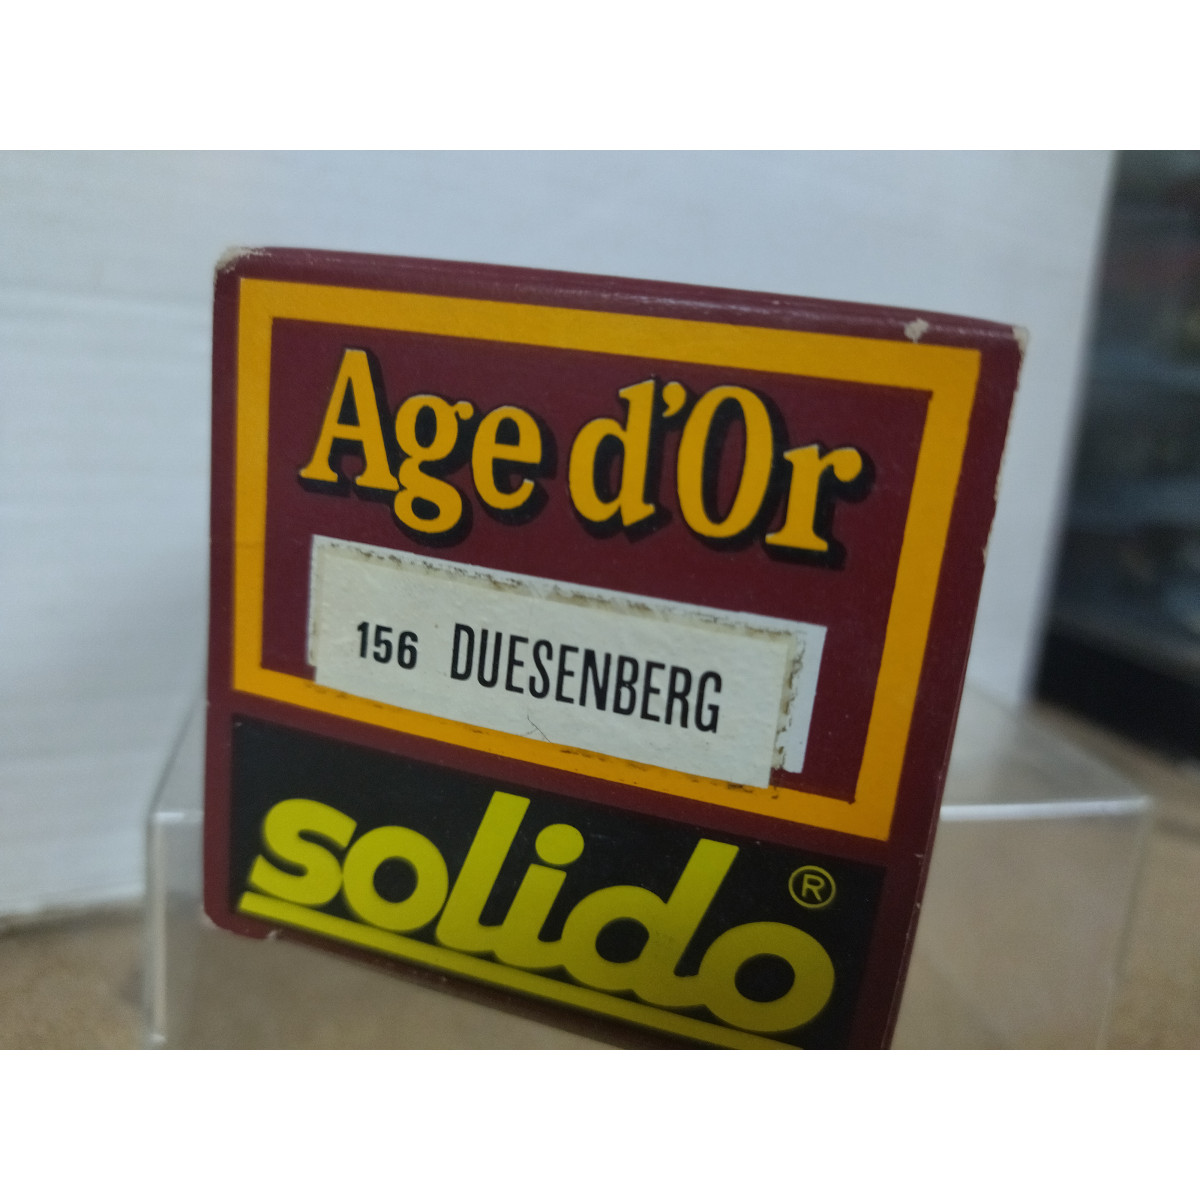 Age d'Or
156 DUESENBERG
solido ®